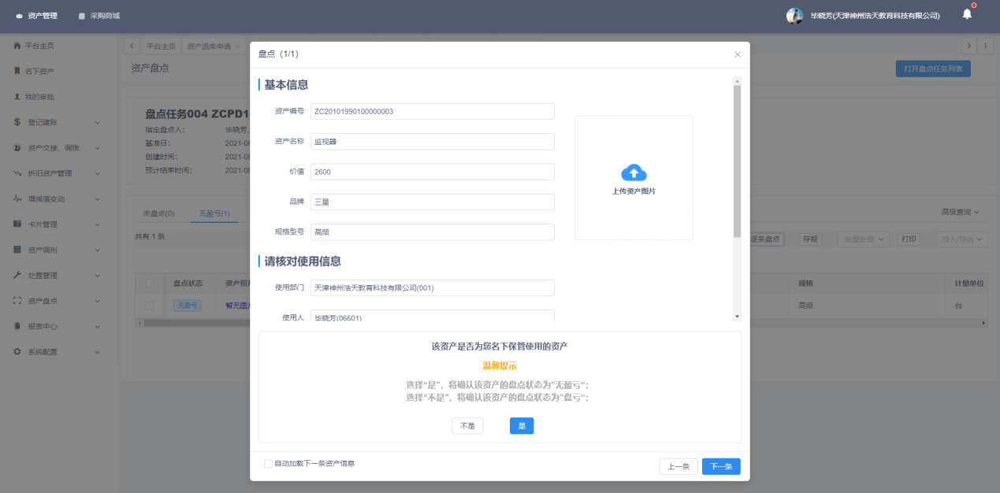 资产管理
采购商城
毕晓芳(天津神州浩天教育科技有限公司)
平台主页
名下资产
我的审批
登记建账
资产交接、调拨
折旧资产管理
增减值变动
卡片管理
资产调剂
处置管理
资产盘点
报表中心
系统配置
平台主页
资产退库申请 ×
资产盘点
打开盘点任务列表
盘点任务004 ZCPD1
指定盘点人： 毕晓芳,
基准日： 2021-08
创建时间： 2021-08
预计结束时间： 2021-08
未盘点(0)
无盈亏(1)
高级查询
共有 1 条
逐条盘点
存疑
批量处理
打印
导入/导出
盘点状态
资产照片
规格
计量单位
无盈亏
暂无图片
高频
台
盘点（1/1）
基本信息
资产编号 ZC20101990100000003
资产名称 监视器
价值 2600
品牌 三星
规格型号 高频
上传资产图片
请核对使用信息
使用部门 天津神州浩天教育科技有限公司(001)
使用人 毕晓芳(06601)
该资产是否为您名下保管使用的资产
温馨提示
选择“是”，将确认该资产的盘点状态为”无盈亏“；
选择“不是”，将确认该资产的盘点状态为”盘亏“；
不是
是
自动加载下一条资产信息
上一条
下一条